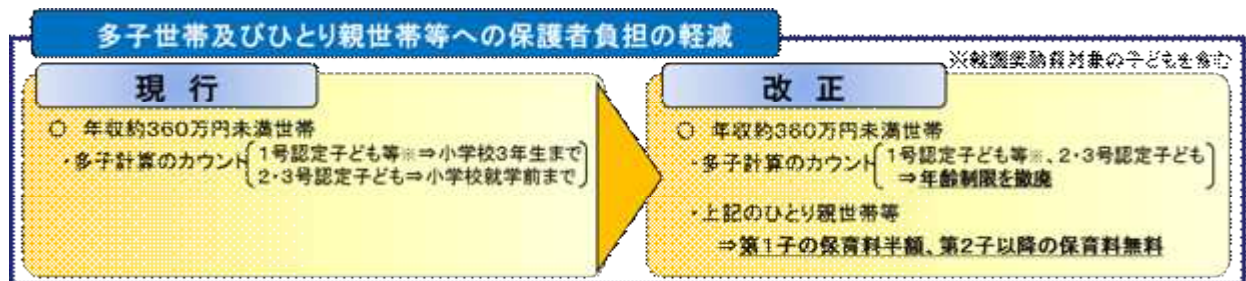 多子世帯及びひとり親世帯等への保護者負担の軽減
※就園奨励費対象の子どもを含む
現 行
○ 年収約360万円未満世帯
・多子計算のカウント
1号認定子ども等※⇒小学校3年生まで
2・3号認定子ども⇒小学校就学前まで
改 正
○ 年収約360万円未満世帯
・多子計算のカウント
1号認定子ども等※、2・3号認定子ども
⇒年齢制限を撤廃
・上記のひとり親世帯等
⇒第1子の保育料半額、第2子以降の保育料無料